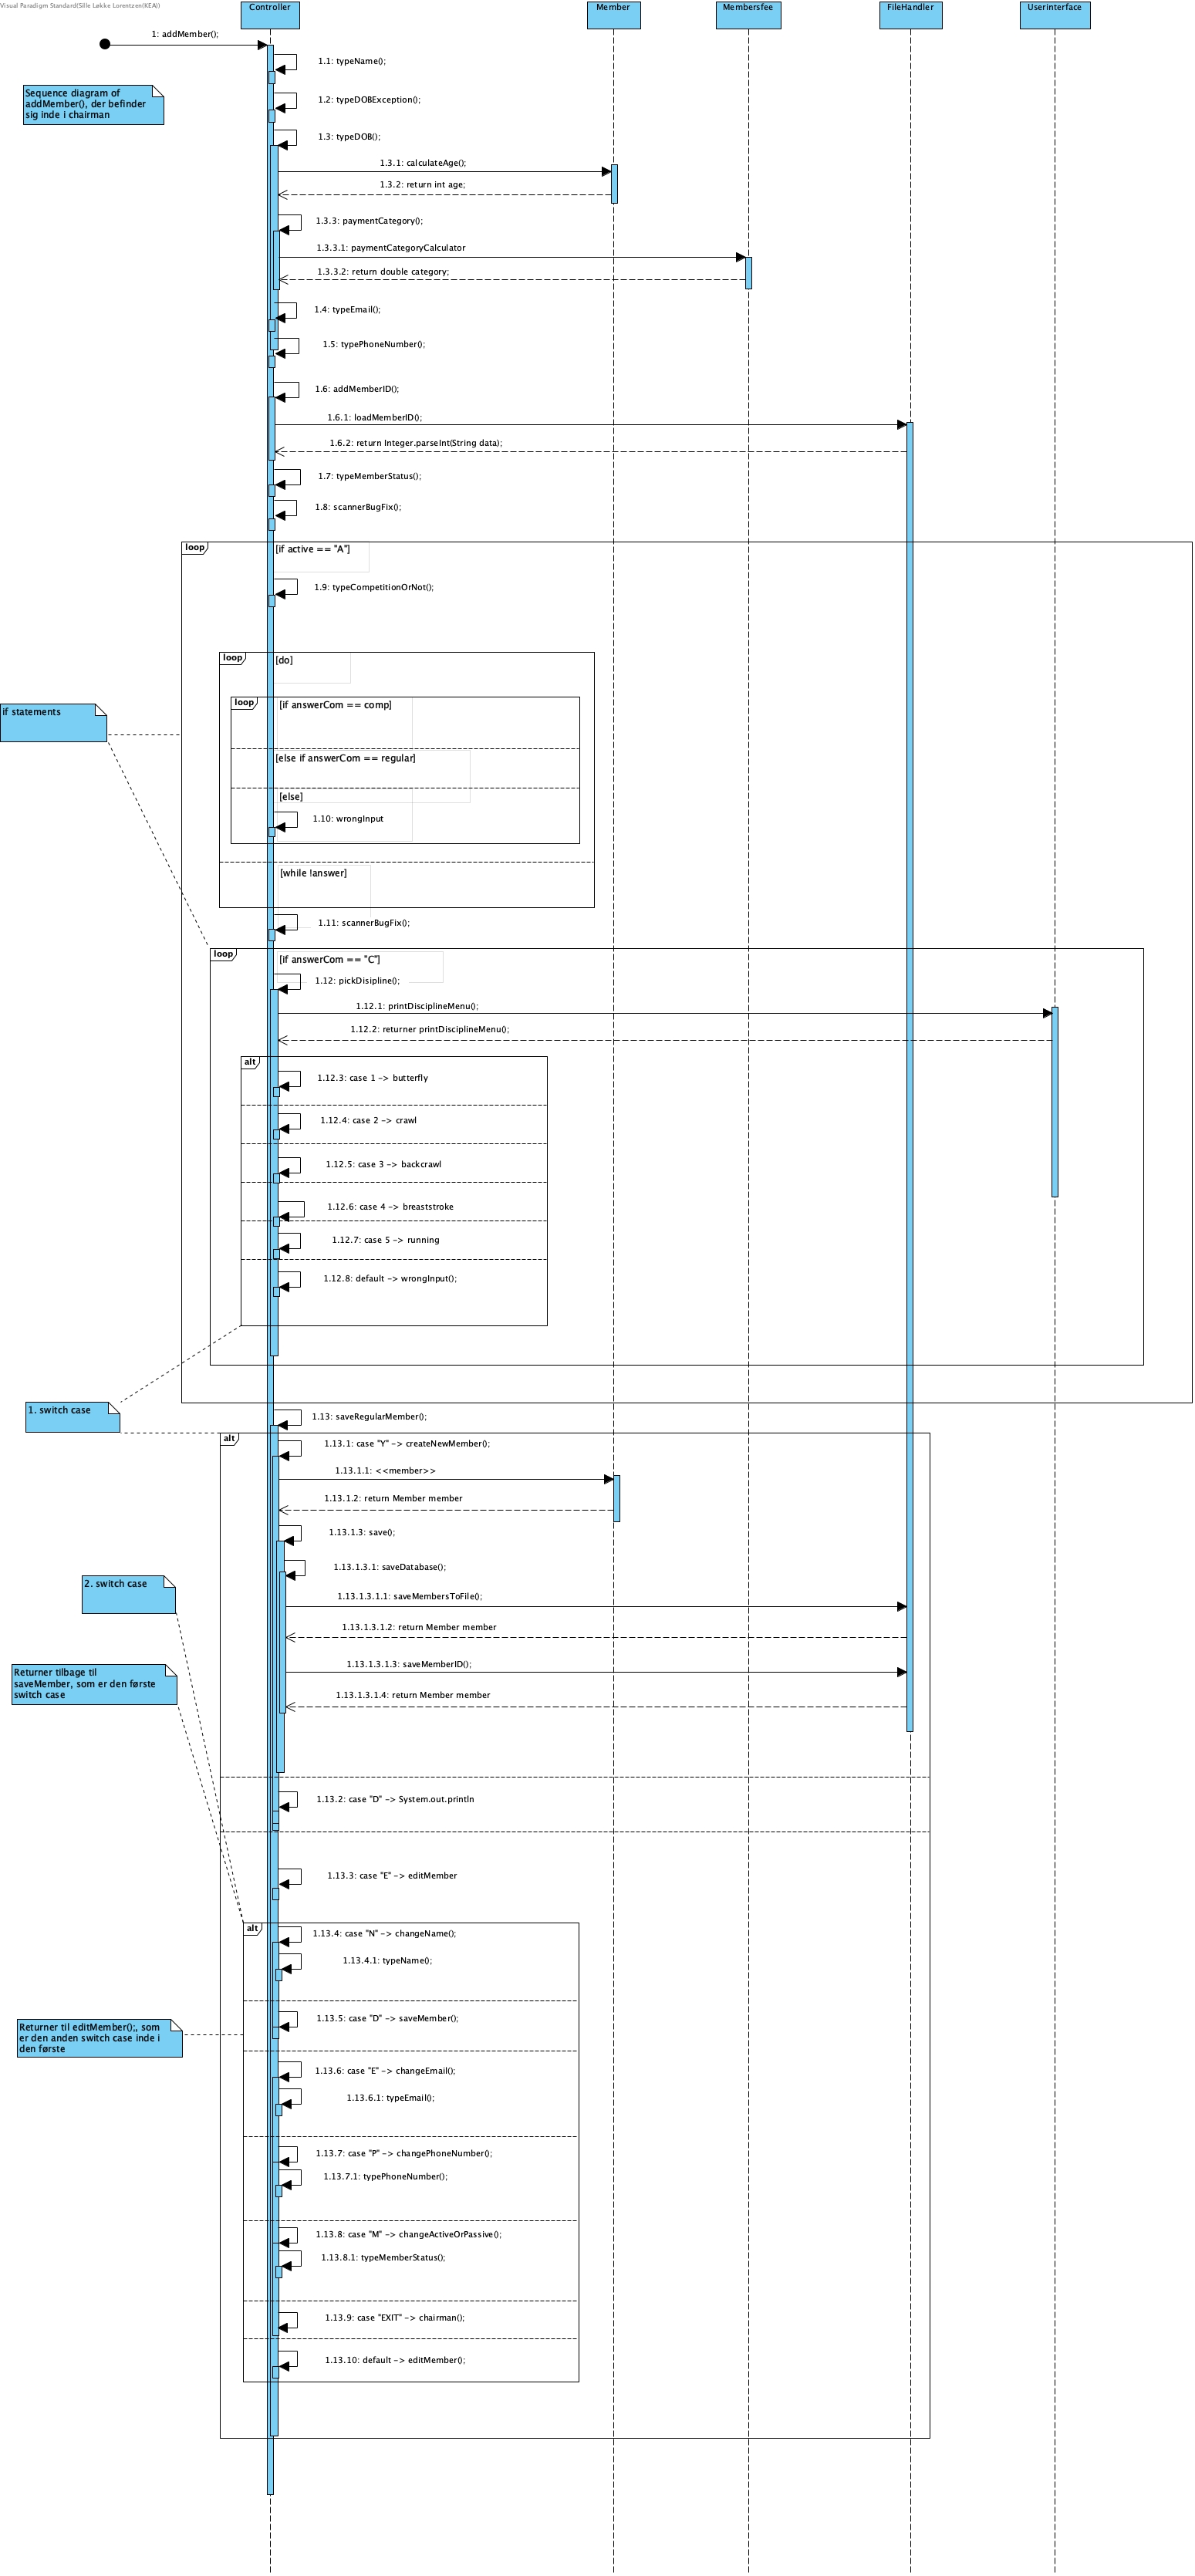 Visual Paradigm Standard(Sille Løkke Lorentzen(KEA))
Controller
Member
Membersfee
FileHandler
Userinterface
1: addMember();
1.1: typeName();
Sequence diagram of
addMember(), der befinder
sig inde i chairman
1.2: typeDOBException();
1.3: typeDOB();
1.3.1: calculateAge();
1.3.2: return int age;
1.3.3: paymentCategory();
1.3.3.1: paymentCategoryCalculator
1.3.3.2: return double category;
1.4: typeEmail();
1.5: typePhoneNumber();
1.6: addMemberID();
1.6.1: loadMemberID();
1.6.2: return Integer.parseInt(String data);
1.7: typeMemberStatus();
1.8: scannerBugFix();
loop
[if active == "A"]
1.9: typeCompetitionOrNot();
loop
[do]
loop
[if answerCom == comp]
if statements
[else if answerCom == regular]
[else]
1.10: wrongInput
[while !answer]
1.11: scannerBugFix();
loop
[if answerCom == "C"]
1.12: pickDisipline();
1.12.1: printDisciplineMenu();
1.12.2: returner printDisciplineMenu();
alt
1.12.3: case 1 -> butterfly
1.12.4: case 2 -> crawl
1.12.5: case 3 -> backcrawl
1.12.6: case 4 -> breaststroke
1.12.7: case 5 -> running
1.12.8: default -> wrongInput();
1. switch case
1.13: saveRegularMember();
alt
1.13.1: case "Y" -> createNewMember();
1.13.1.1: <<member>>
1.13.1.2: return Member member
1.13.1.3: save();
1.13.1.3.1: saveDatabase();
2. switch case
1.13.1.3.1.1: saveMembersToFile();
1.13.1.3.1.2: return Member member
1.13.1.3.1.3: saveMemberID();
Returner tilbage til
saveMember, som er den første
switch case
1.13.1.3.1.4: return Member member
1.13.2: case "D" -> System.out.println
1.13.3: case "E" -> editMember
alt
1.13.4: case "N" -> changeName();
1.13.4.1: typeName();
1.13.5: case "D" -> saveMember();
Returner til editMember();, som
er den anden switch case inde i
den første
1.13.6: case "E" -> changeEmail();
1.13.6.1: typeEmail();
1.13.7: case "P" -> changePhoneNumber();
1.13.7.1: typePhoneNumber();
1.13.8: case "M" -> changeActiveOrPassive();
1.13.8.1: typeMemberStatus();
1.13.9: case "EXIT" -> chairman();
1.13.10: default -> editMember();